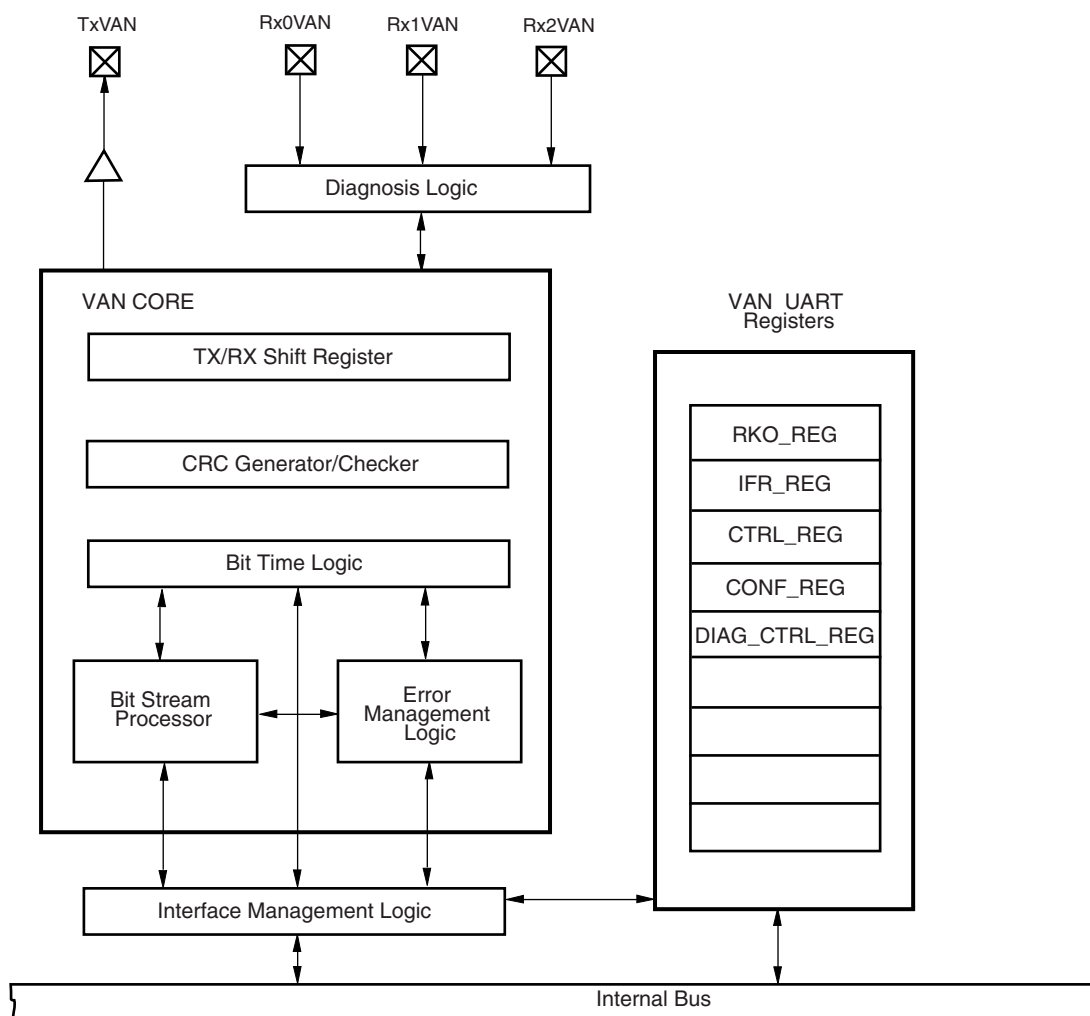 TxVAN
Rx0VAN
Rx1VAN
Rx2VAN
Diagnosis Logic
VAN CORE
TX/RX Shift Register
CRC Generator/Checker
Bit Time Logic
Bit Stream
Processor
Error
Management
Logic
Interface Management Logic
VAN UART
Registers
RKO_REG
IFR_REG
CTRL_REG
CONF_REG
DIAG_CTRL_REG
Internal Bus